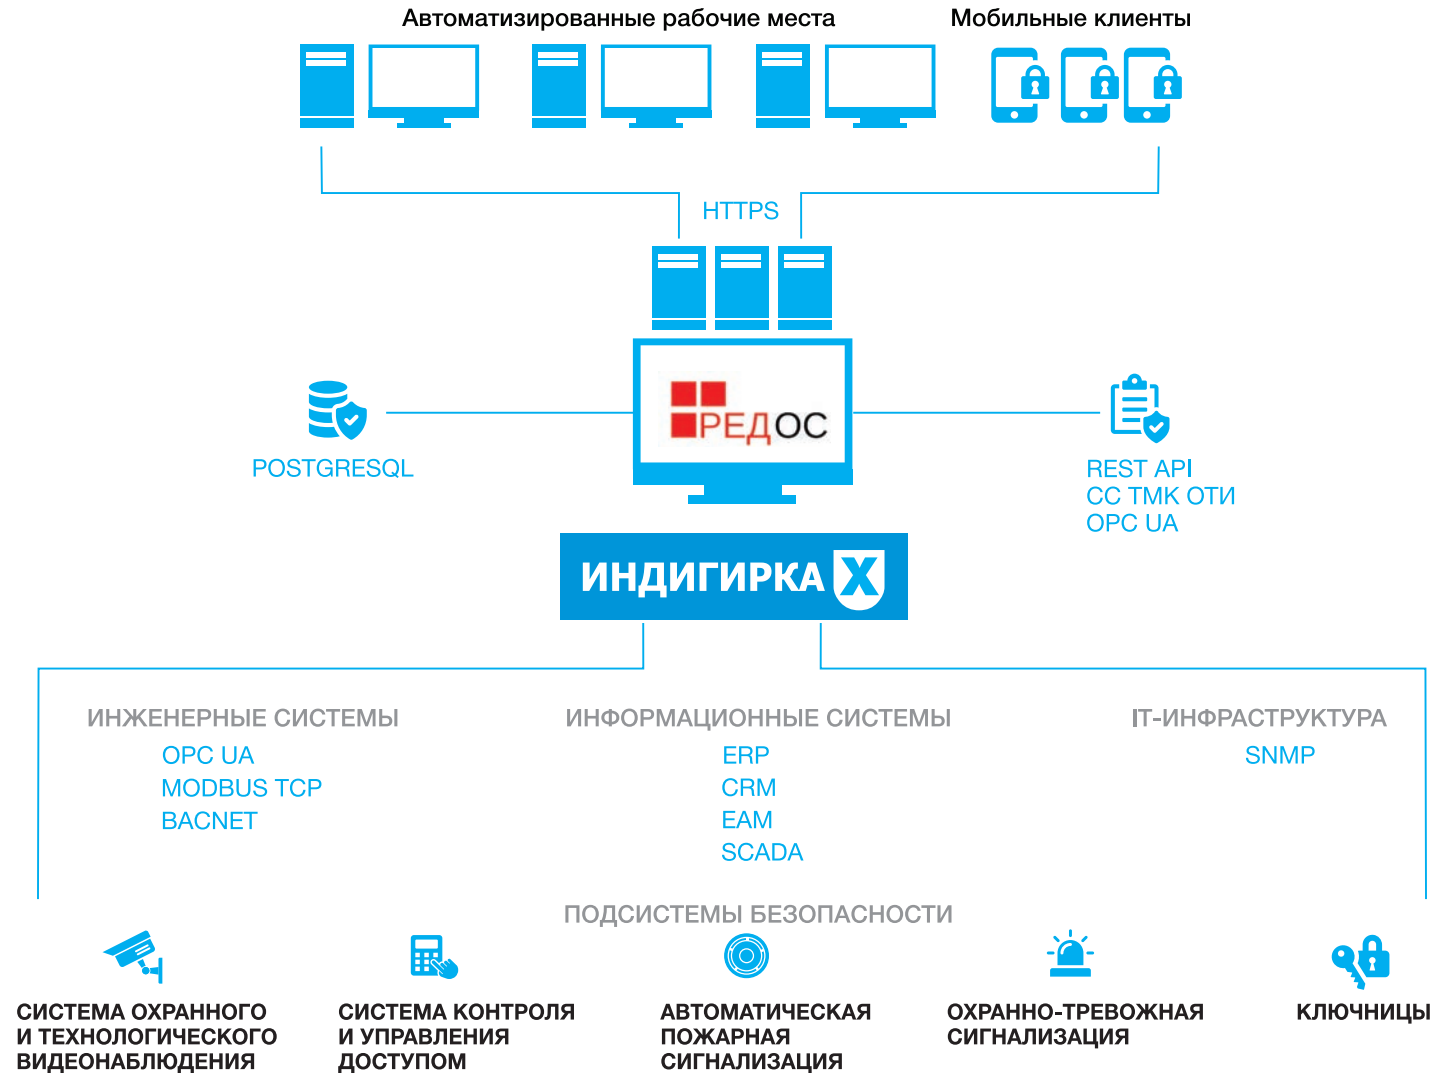 Автоматизированные рабочие места
Мобильные клиенты
HTTPS
РЕДОС
POSTGRESQL
REST API
СС ТМК ОТИ
OPC UA
ИНДИГИРКА X
ИНЖЕНЕРНЫЕ СИСТЕМЫ
OPC UA
MODBUS TCP
BACNET
ИНФОРМАЦИОННЫЕ СИСТЕМЫ
ERP
CRM
EAM
SCADA
IT-ИНФРАСТРУКТУРА
SNMP
ПОДСИСТЕМЫ БЕЗОПАСНОСТИ
СИСТЕМА ОХРАННОГО
И ТЕХНОЛОГИЧЕСКОГО
ВИДЕОНАБЛЮДЕНИЯ
СИСТЕМА КОНТРОЛЯ
И УПРАВЛЕНИЯ
ДОСТУПОМ
АВТОМАТИЧЕСКАЯ
ПОЖАРНАЯ
СИГНАЛИЗАЦИЯ
ОХРАННО-ТРЕВОЖНАЯ
СИГНАЛИЗАЦИЯ
КЛЮЧНИЦЫ